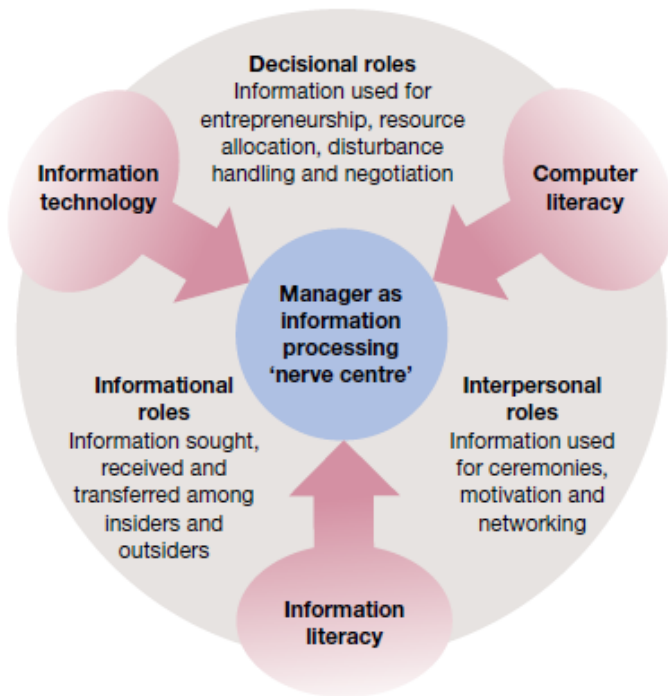 Decisional roles
Information used for
entrepreneurship, resource
allocation, disturbance
handling and negotiation
Information
technology
Computer
literacy
Manager as
information
processing
‘nerve centre’
Informational
roles
Information sought,
received and
transferred among
insiders and
outsiders
Interpersonal
roles
Information used
for ceremonies,
motivation and
networking
Information
literacy